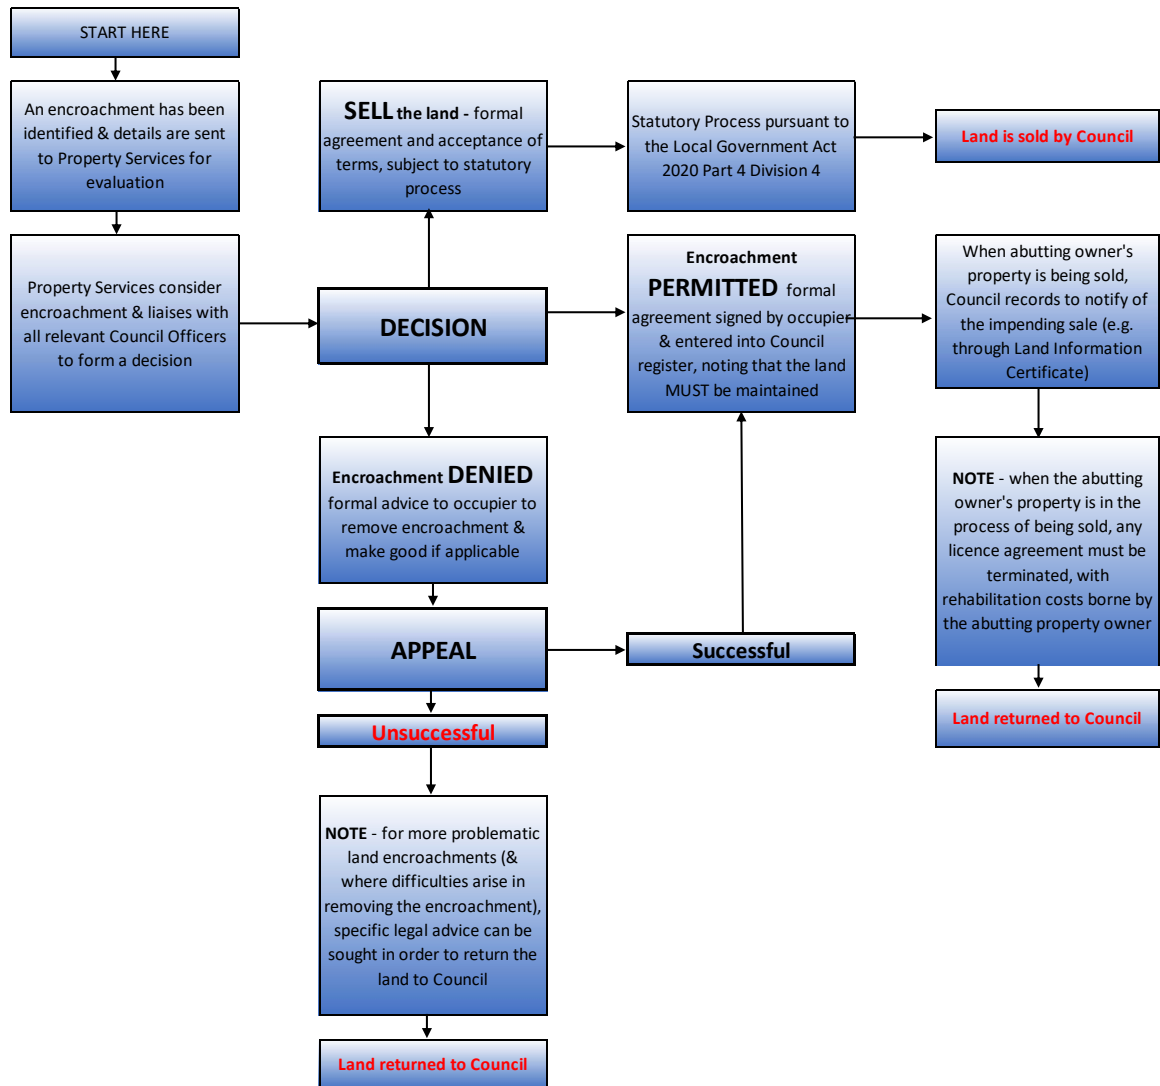 START HERE
An encroachment has been
identified & details are sent
to Property Services for
evaluation
Property Services consider
encroachment & liaises with
all relevant Council Officers
to form a decision
DECISION
SELL the land - formal
agreement and acceptance of
terms, subject to statutory
process
Statutory Process pursuant to
the Local Government Act
2020 Part 4 Division 4
Land is sold by Council
Encroachment
PERMITTED formal
agreement signed by occupier
& entered into Council
register, noting that the land
MUST be maintained
When abutting owner's
property is being sold,
Council records to notify of
the impending sale (e.g.
through Land Information
Certificate)
NOTE - when the abutting
owner's property is in the
process of being sold, any
licence agreement must be
terminated, with
rehabilitation costs borne by
the abutting property owner
Land returned to Council
Encroachment DENIED
formal advice to occupier to
remove encroachment &
make good if applicable
APPEAL
Successful
Unsuccessful
NOTE - for more problematic
land encroachments (&
where difficulties arise in
removing the encroachment),
specific legal advice can be
sought in order to return the
land to Council
Land returned to Council